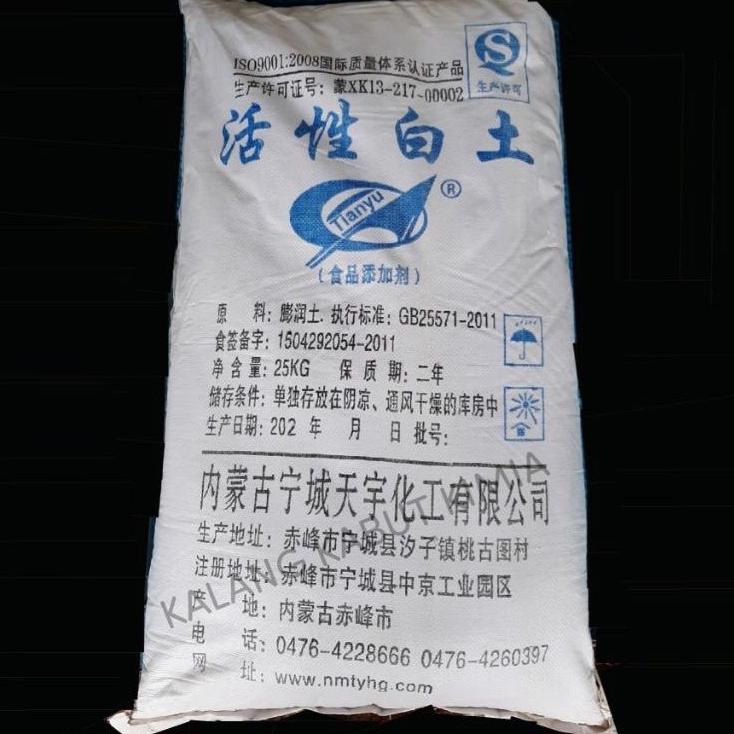 ISO9001:2008国际质量体系认证产品
生产许可证号：蒙XK13-217-00002
生产许可
活性白土
Tianyu ®
（食品添加剂）
原 料：膨润土．执行标准：GB25571-2011
食签备字：1504292054-2011
净含量：25KG 保 质 期：二年
储存条件：单独存放在阴凉、通风干燥的库房中
生产日期：202 年 月 日 批号：
内蒙古宁城天宇化工有限公司
生产地址：赤峰市宁城县汐子镇桃古图村
注册地址：赤峰市宁城县中京工业园区
产 地：内蒙古赤峰市
电 话：0476-4228666 0476-4260397
网 址：www.nmtyhg.com
KALANG KABUT KIMIA